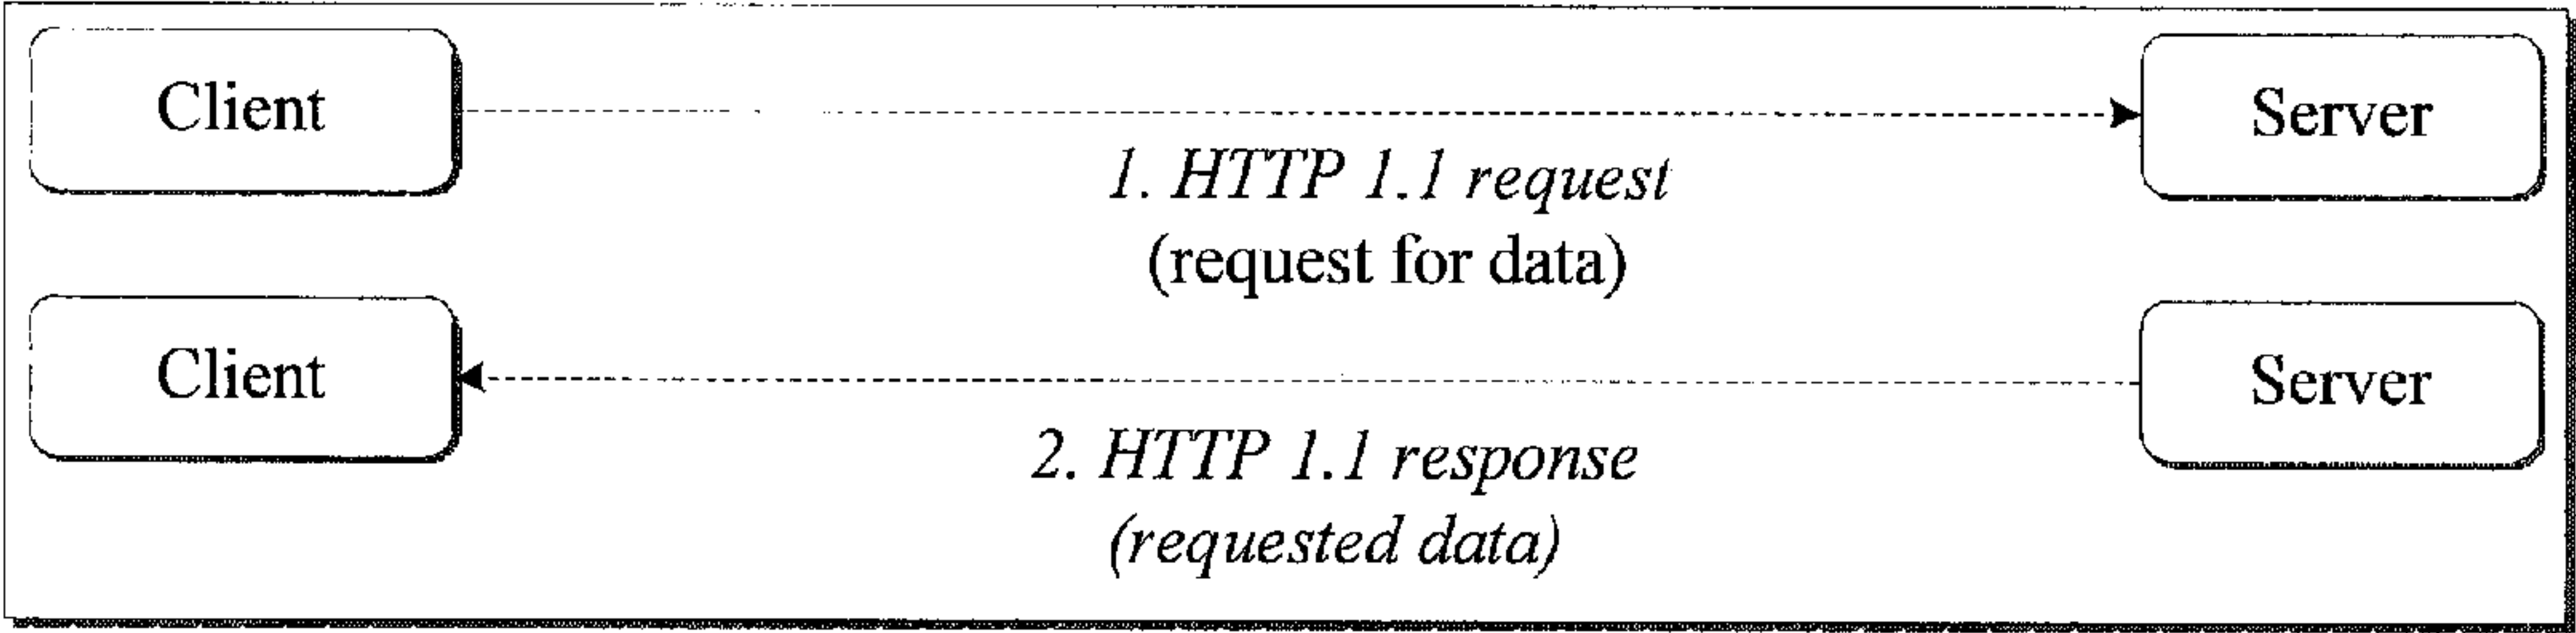 Client
Server
1. HTTP 1.1 request
(request for data)
Client
Server
2. HTTP 1.1 response
(requested data)